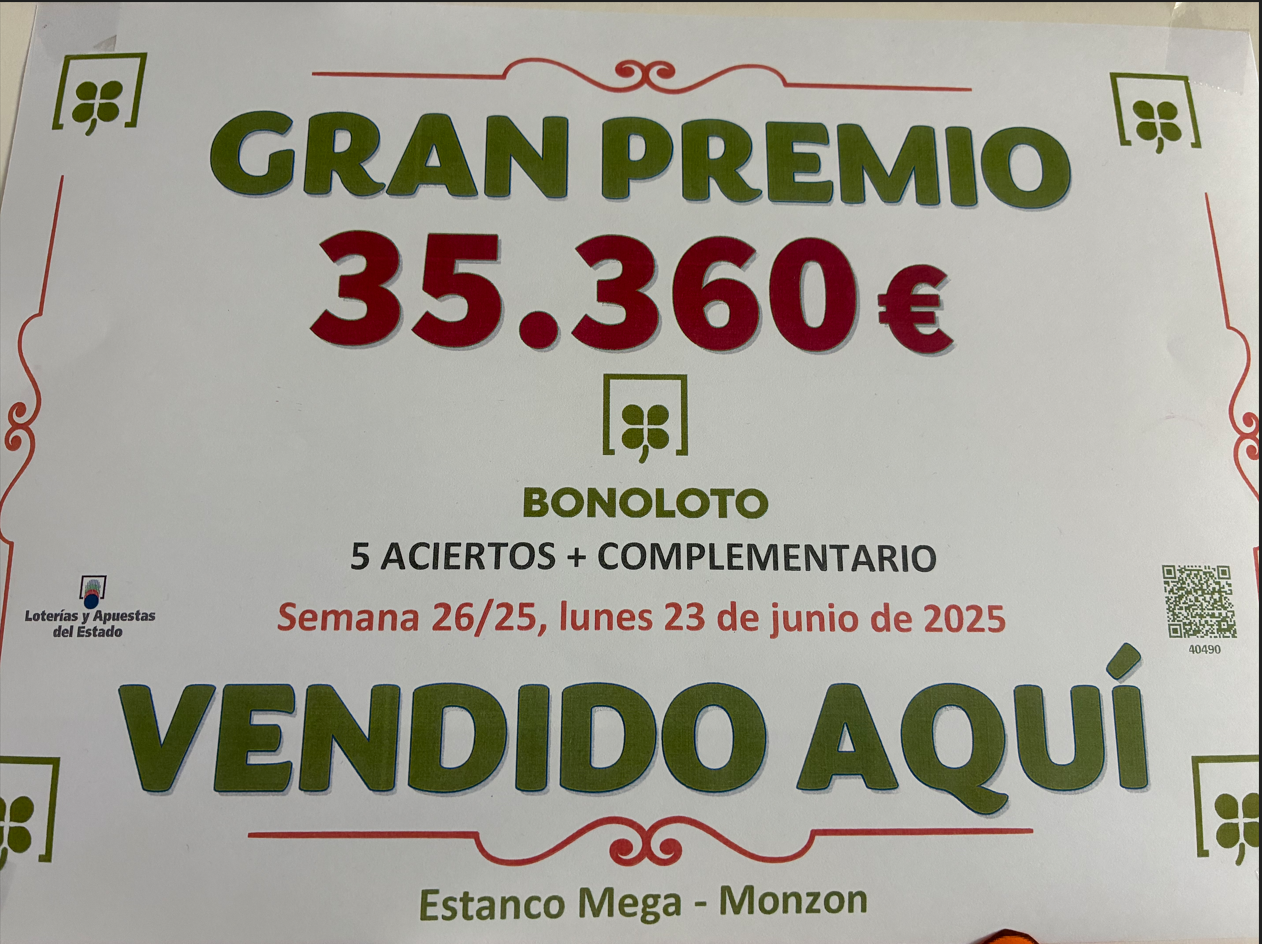 GRAN PREMIO
35.360 €
BONOLOTO
5 ACIERTOS + COMPLEMENTARIO
Semana 26/25, lunes 23 de junio de 2025
Loterías y Apuestas
del Estado
40490
VENDIDO AQUÍ
Estanco Mega - Monzon